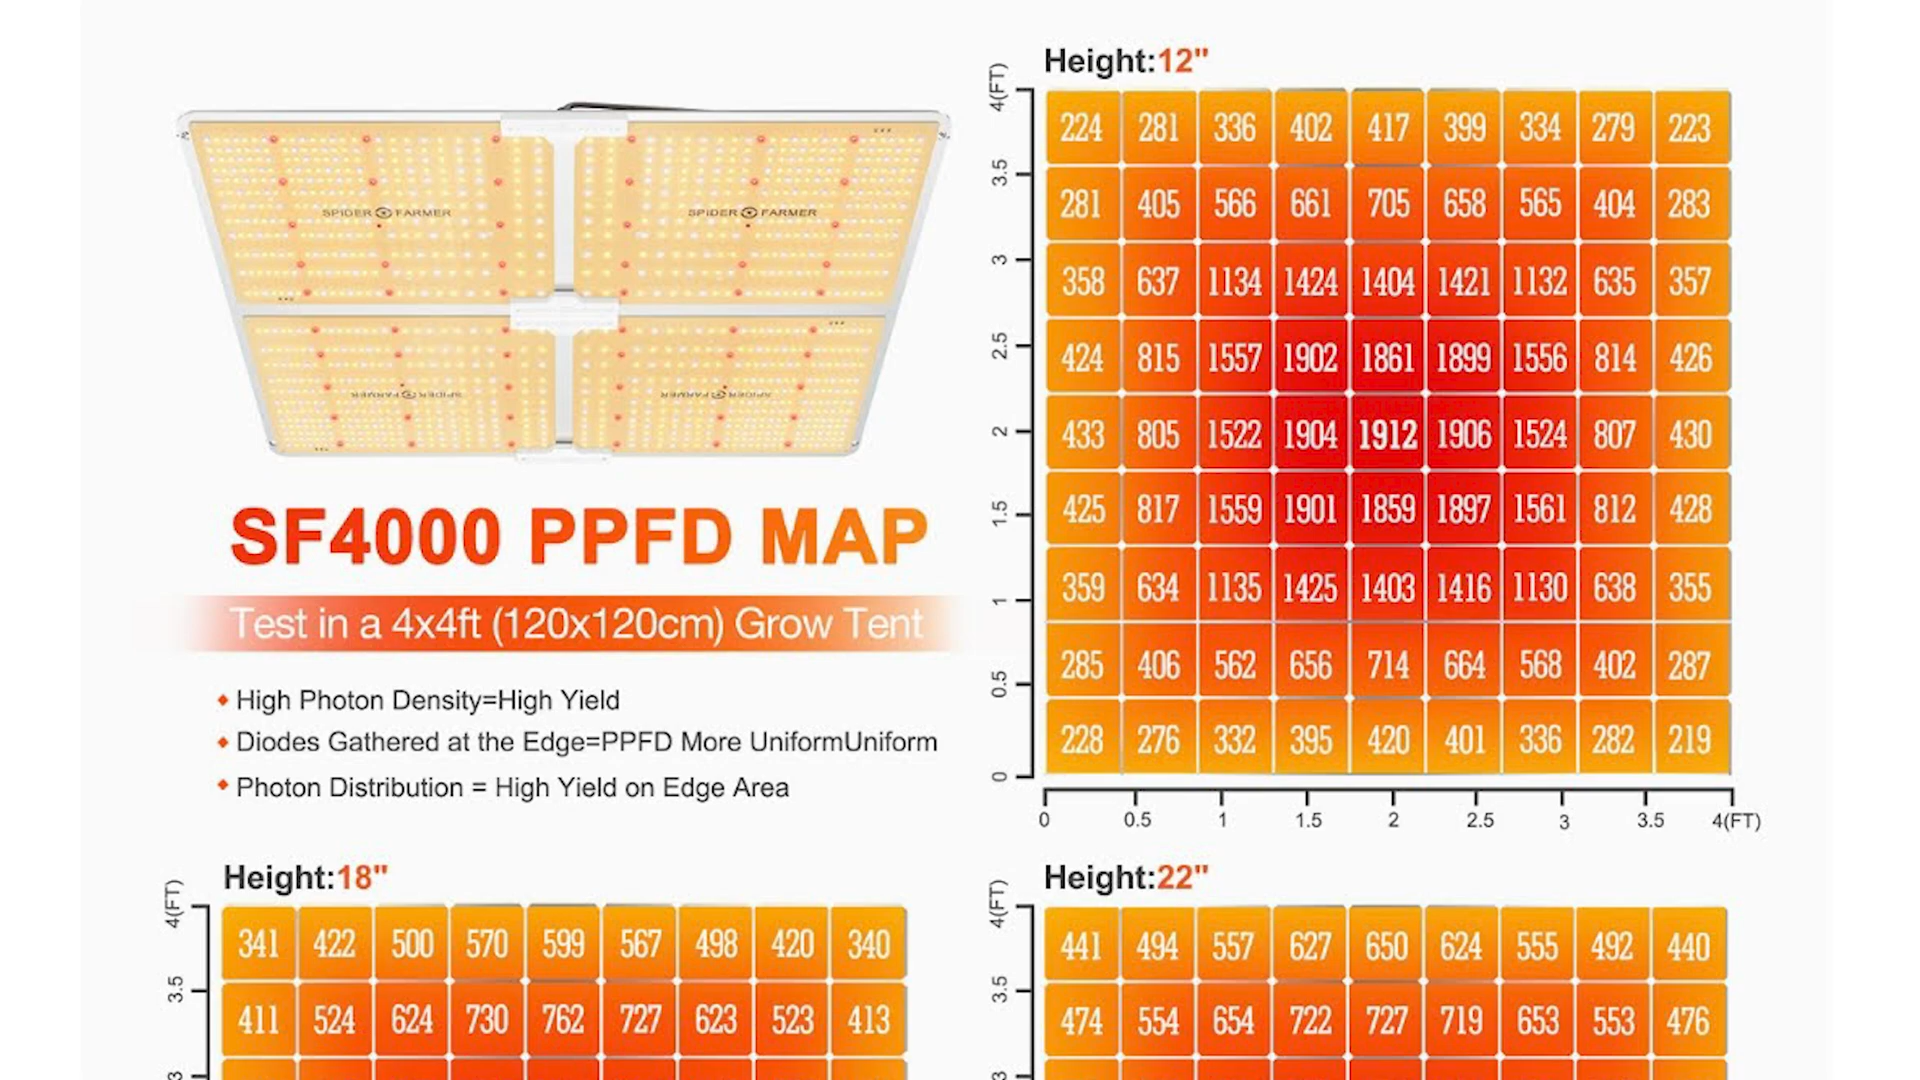 Height:12"
4(FT)
224 281 336 402 417 399 334 279 223
3.5
281 405 566 661 705 658 565 404 283
3
358 637 1134 1424 1404 1421 1132 635 357
2.5
424 815 1557 1902 1861 1899 1556 814 426
2
433 805 1522 1904 1912 1906 1524 807 430
1.5
425 817 1559 1901 1859 1897 1561 812 428
1
359 634 1135 1425 1403 1416 1130 638 355
0.5
285 406 562 656 714 664 568 402 287
0
228 276 332 395 420 401 336 282 219
0 0.5 1 1.5 2 2.5 3 3.5 4(FT)
SPIDER FARMER SPIDER FARMER
SPIDER FARMER SPIDER FARMER
SF4000 PPFD MAP
Test in a 4x4ft (120x120cm) Grow Tent
High Photon Density=High Yield
Diodes Gathered at the Edge=PPFD More UniformUniform
Photon Distribution = High Yield on Edge Area
Height:18"
4(FT)
341 422 500 570 599 567 498 420 340
3.5
411 524 624 730 762 727 623 523 413
3
Height:22"
4(FT)
441 494 557 627 650 624 555 492 440
3.5
474 554 654 722 727 719 653 553 476
3